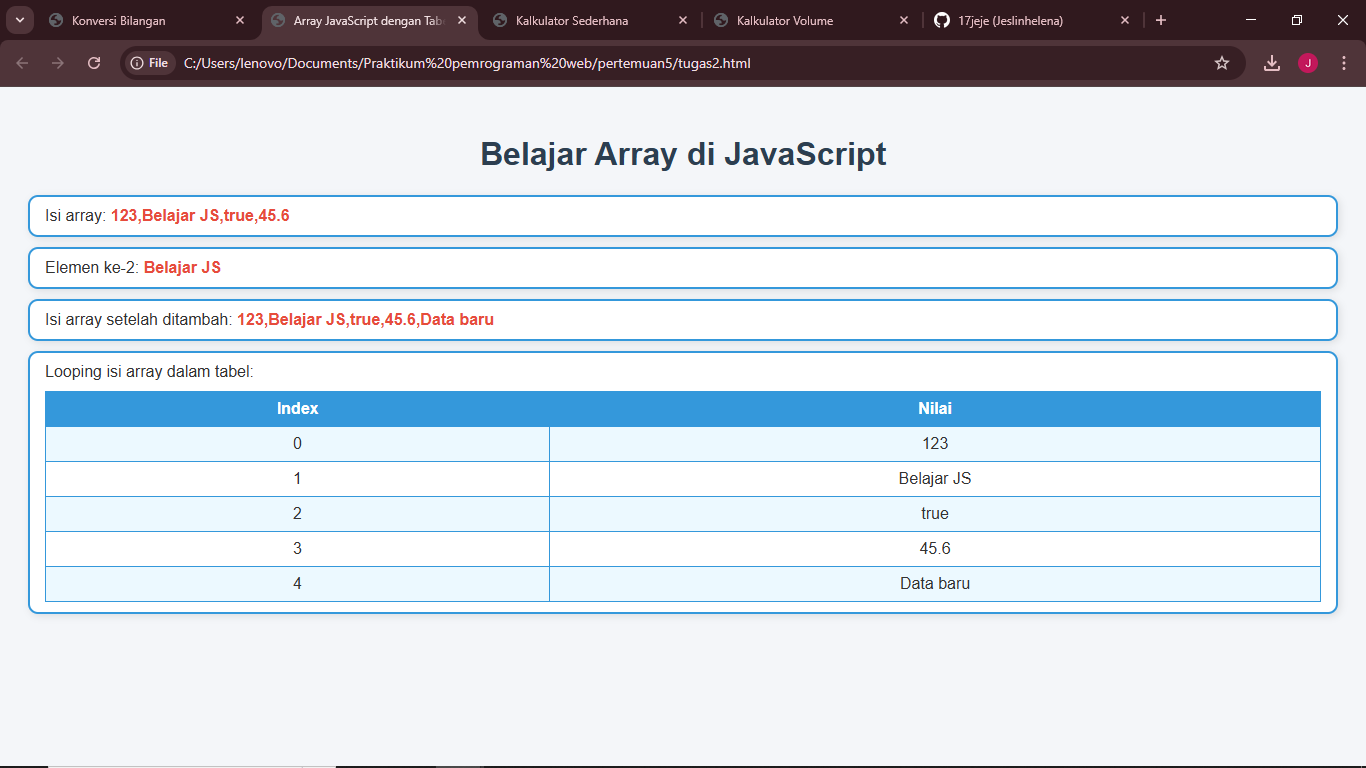 Konversi Bilangan
Array JavaScript dengan Tabe
Kalkulator Sederhana
Kalkulator Volume
17jeje (Jeslinhelena)
File
C:/Users/lenovo/Documents/Praktikum%20pemrograman%20web/pertemuan5/tugas2.html
J
Belajar Array di JavaScript
Isi array: 123,Belajar JS,true,45.6
Elemen ke-2: Belajar JS
Isi array setelah ditambah: 123,Belajar JS,true,45.6,Data baru
Looping isi array dalam tabel:
Index Nilai
0 123
1 Belajar JS
2 true
3 45.6
4 Data baru